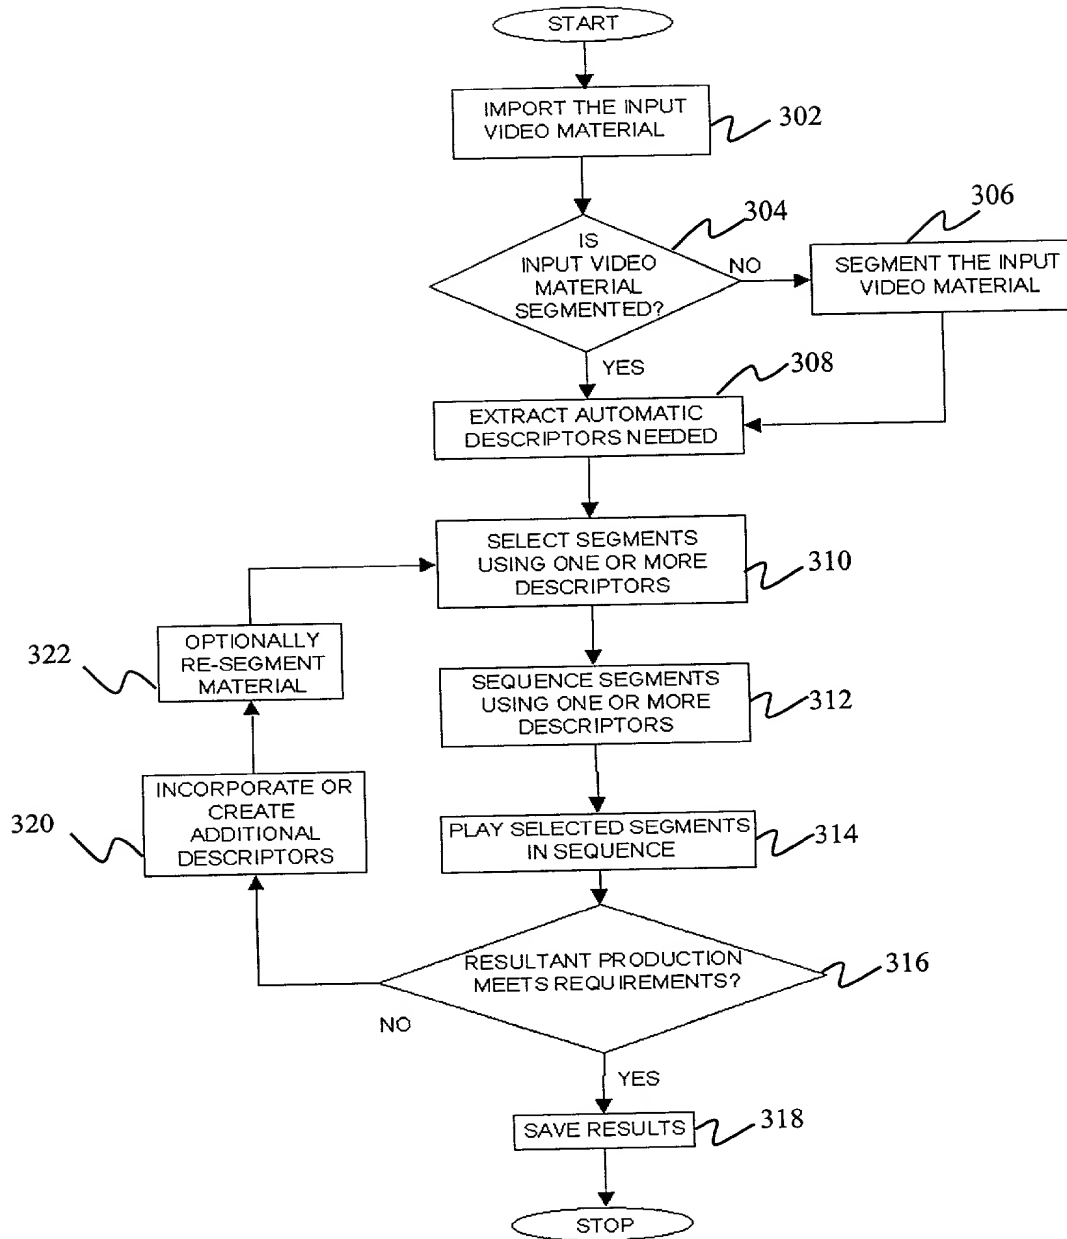 START
IMPORT THE INPUT
VIDEO MATERIAL
302
IS
INPUT VIDEO
MATERIAL
SEGMENTED?
304
NO
306
SEGMENT THE INPUT
VIDEO MATERIAL
YES
308
EXTRACT AUTOMATIC
DESCRIPTORS NEEDED
SELECT SEGMENTS
USING ONE OR MORE
DESCRIPTORS
310
OPTIONALLY
RE-SEGMENT
MATERIAL
322
SEQUENCE SEGMENTS
USING ONE OR MORE
DESCRIPTORS
312
INCORPORATE OR
CREATE
ADDITIONAL
DESCRIPTORS
320
PLAY SELECTED SEGMENTS
IN SEQUENCE
314
RESULTANT PRODUCTION
MEETS REQUIREMENTS?
316
NO
YES
SAVE RESULTS
318
STOP